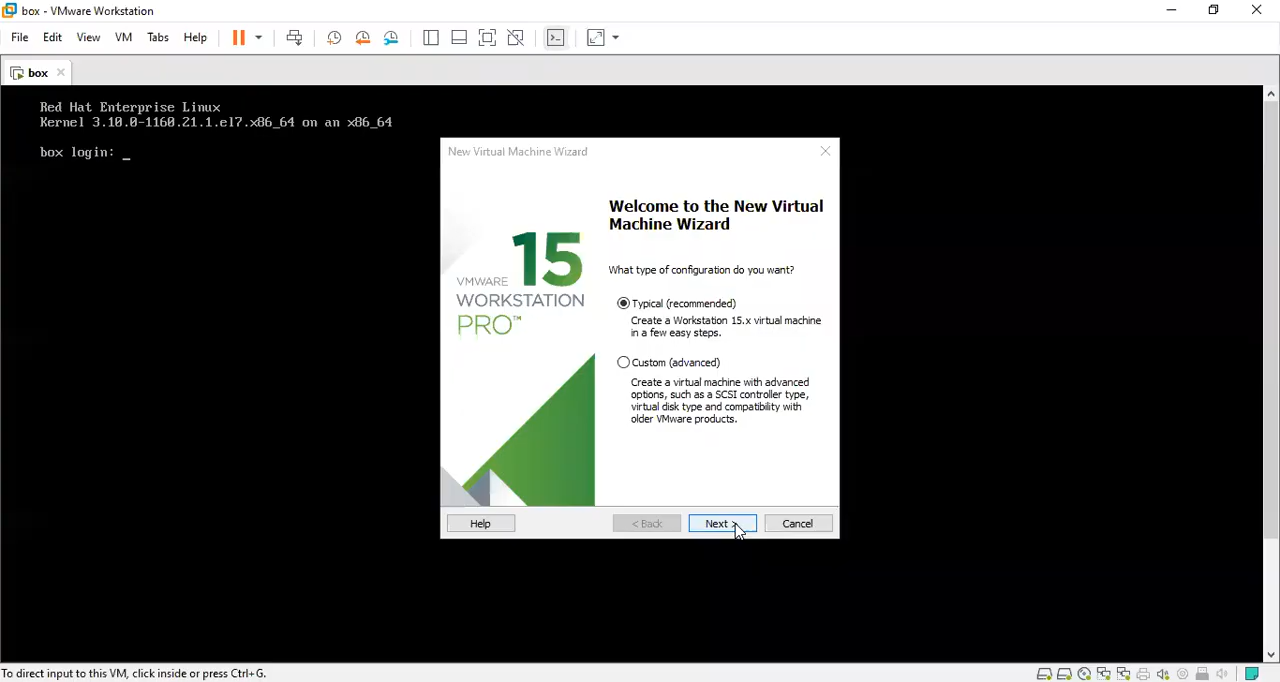 box - VMware Workstation
File Edit View VM Tabs Help
box
Red Hat Enterprise Linux
Kernel 3.10.0-1160.21.1.el7.x86_64 on an x86_64
box login: _
New Virtual Machine Wizard
VMWARE 15
WORKSTATION
PRO™
Welcome to the New Virtual
Machine Wizard
What type of configuration do you want?
Typical (recommended)
Create a Workstation 15.x virtual machine
in a few easy steps.
Custom (advanced)
Create a virtual machine with advanced
options, such as a SCSI controller type,
virtual disk type and compatibility with
older VMware products.
Help < Back Next > Cancel
To direct input to this VM, click inside or press Ctrl+G.